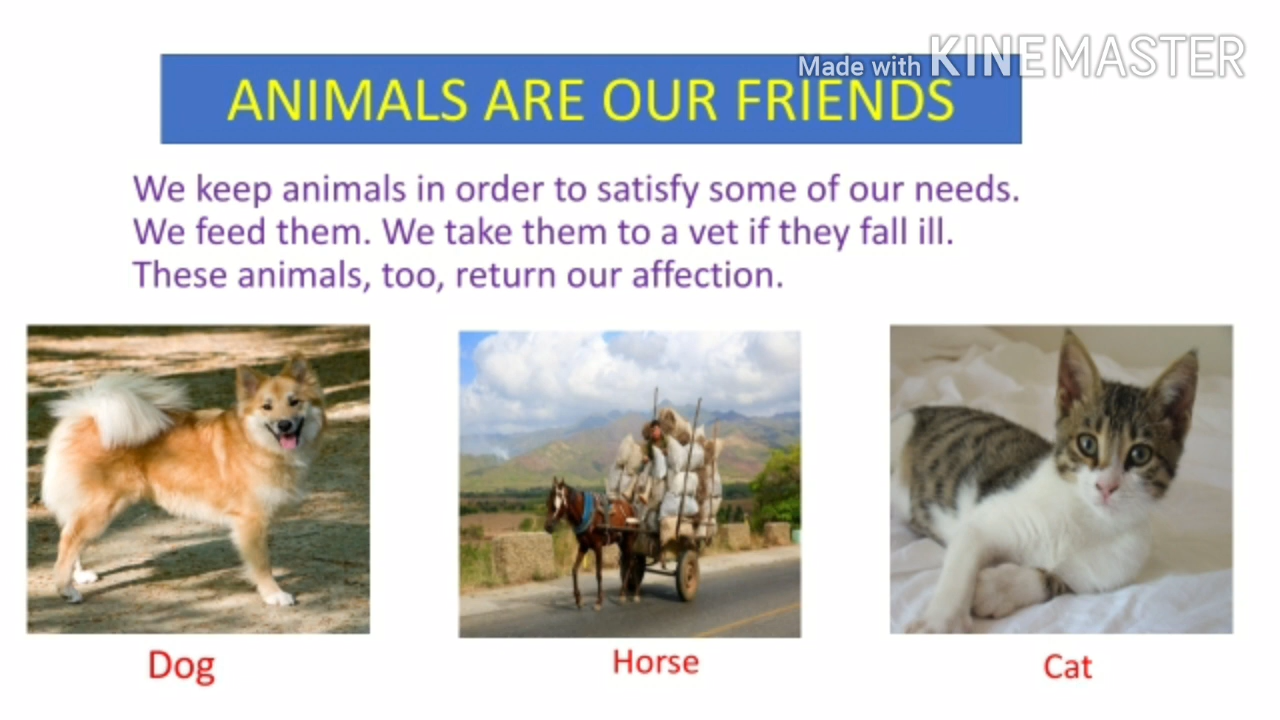 Made with KINEMASTER
ANIMALS ARE OUR FRIENDS
We keep animals in order to satisfy some of our needs.
We feed them. We take them to a vet if they fall ill.
These animals, too, return our affection.
Dog
Horse
Cat